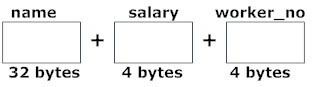 name salary worker_no
+ +
32 bytes 4 bytes 4 bytes